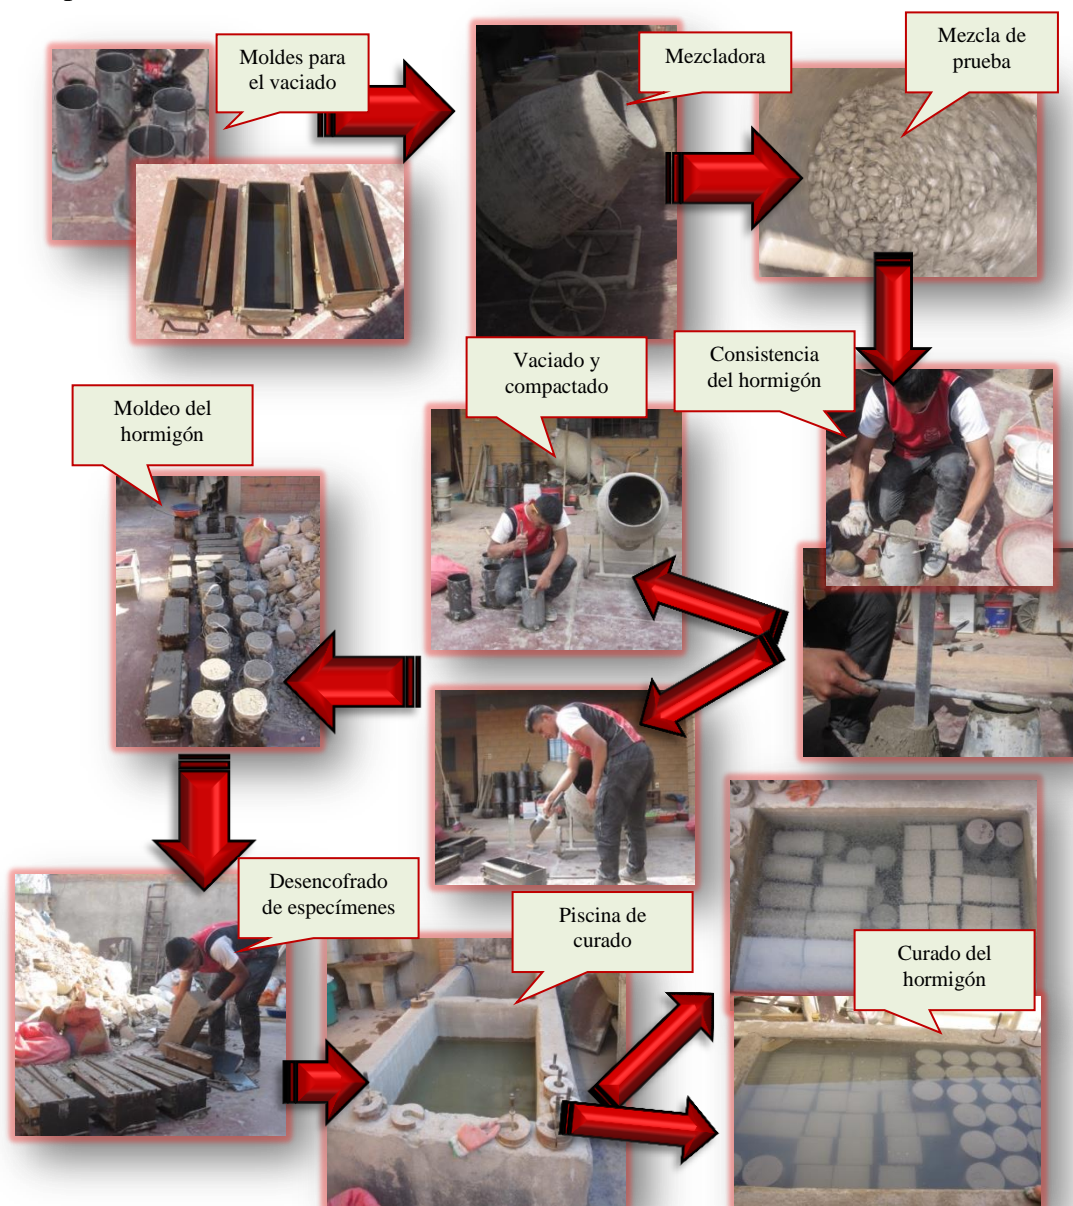 Moldes para
el vaciado
Mezcladora
Mezcla de
prueba
Consistencia
del hormigón
Vaciado y
compactado
Moldeo del
hormigón
Desencofrado
de especímenes
Piscina de
curado
Curado del
hormigón